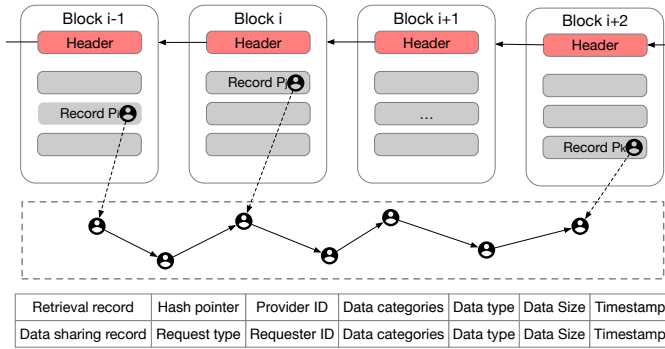 Block i-1 Block i Block i+1 Block i+2
Header Header Header Header
Record Pj
Record P
...
Record Pk
Retrieval record Hash pointer Provider ID Data categories Data type Data Size Timestamp
Data sharing record Request type Requester ID Data categories Data type Data Size Timestamp